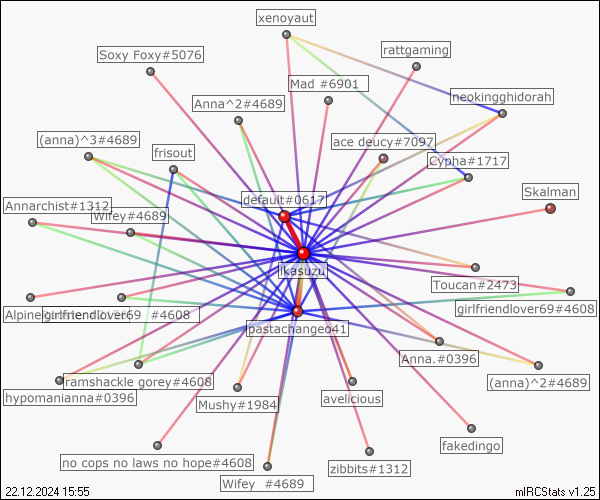 xenoyaut
rattgaming
Soxy Foxy#5076
Mad #6901
neokingghidorah
Anna^2#4689
ace deucy#7097
(anna)^3#4689
frisout
Cypha#1717
Skalman
default#0617
Annarchist#1312
Wifey#4689
ikasuzu
Toucan#2473
girlfriendlover69#4608
girlfriendlover69 #4608
pastachangeo41
Anna.#0396
ramshackle gorey#4608
(anna)^2#4689
hypomanianna#0396
Mushy#1984
avelicious
fakedingo
no cops no laws no hope#4608
zibbits#1312
Wifey #4689
22.12.2024 15:55
mIRCStats v1.25